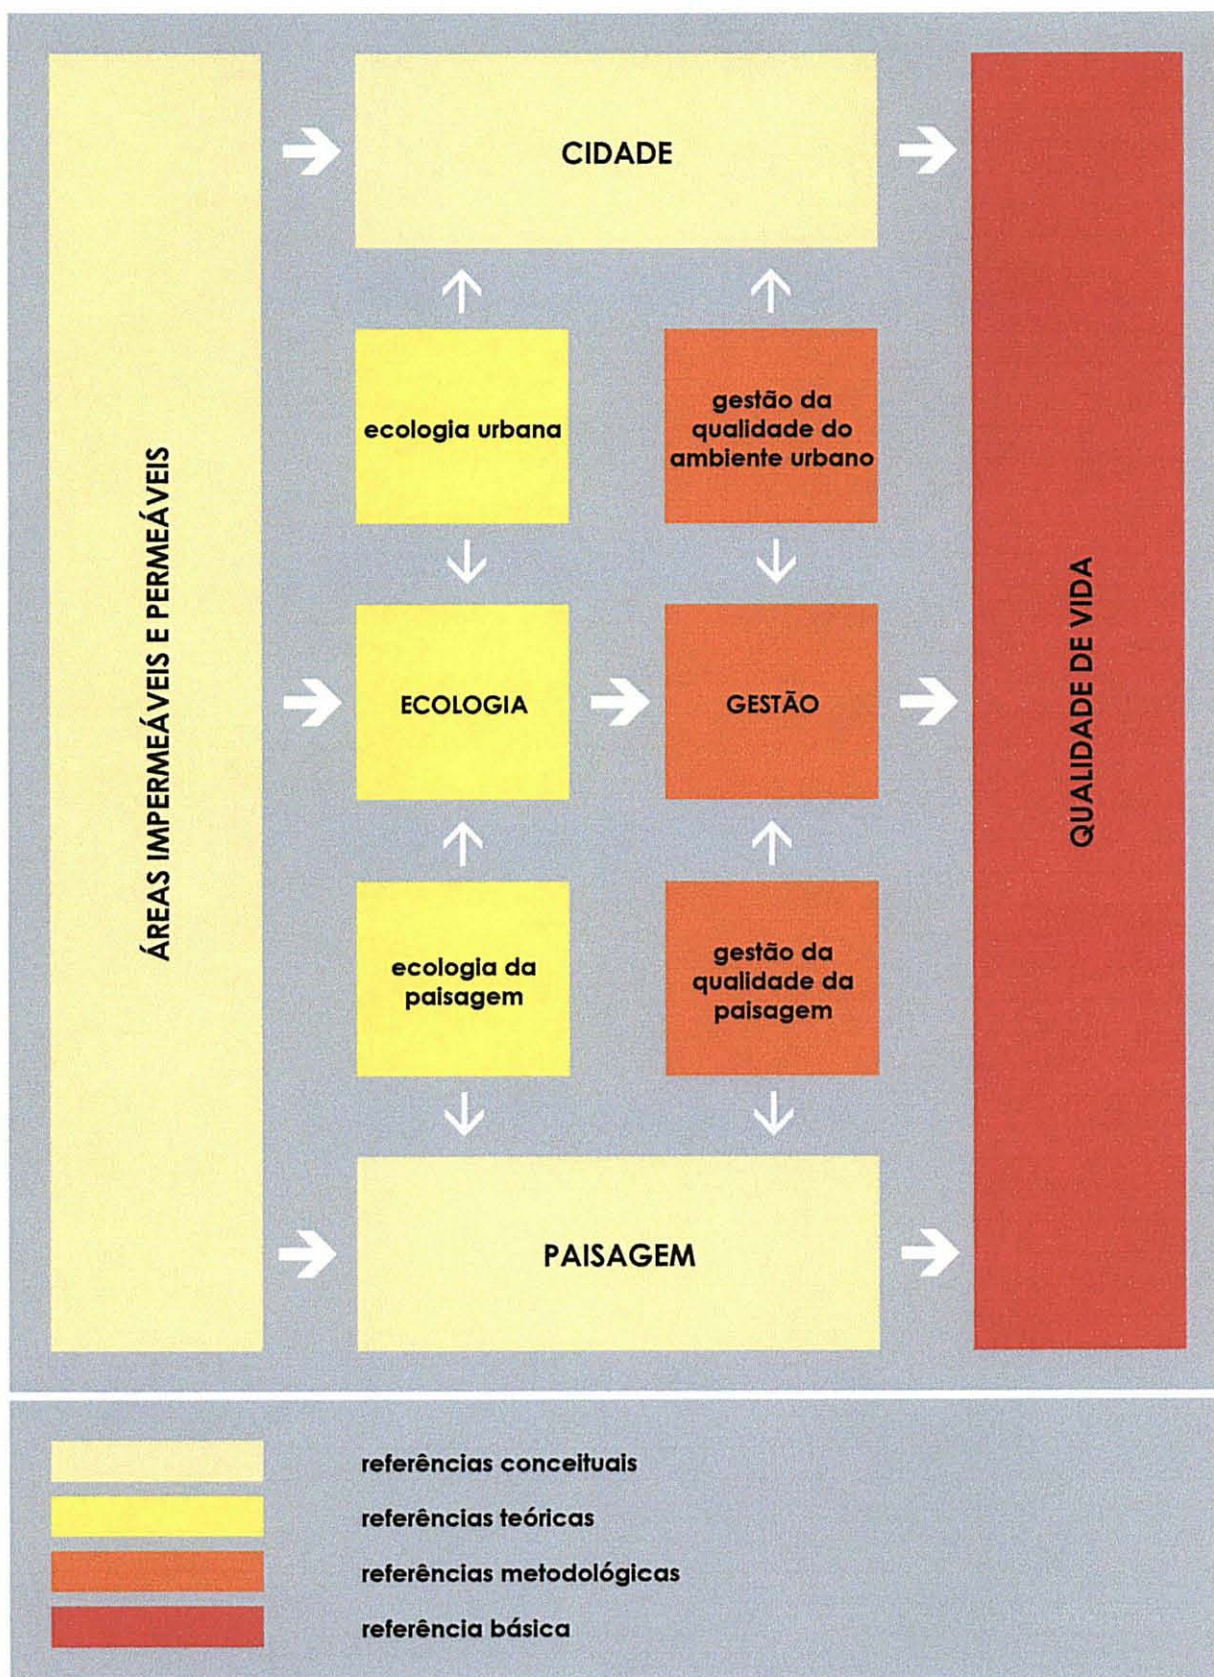 ÁREAS IMPERMEÁVEIS E PERMEÁVEIS
CIDADE
ecologia urbana
gestão da
qualidade do
ambiente urbano
ECOLOGIA
GESTÃO
ecologia da
paisagem
gestão da
qualidade da
paisagem
PAISAGEM
QUALIDADE DE VIDA
referências conceituais
referências teóricas
referências metodológicas
referência básica